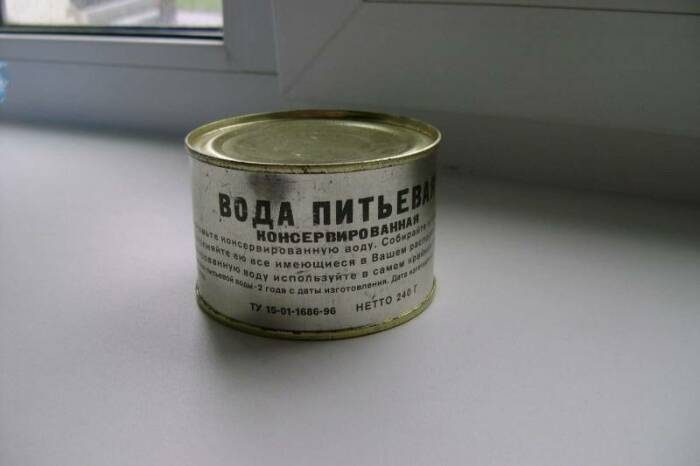 ВОДА ПИТЬЕВАЯ
КОНСЕРВИРОВАННАЯ
консервированную воду. Собирайте
ею все имеющиеся в Вашем
воду используйте в самом
питьевой воды-2 года с даты изготовления. Дата
ТУ 15-01-1686-96 НЕТТО 240 Г